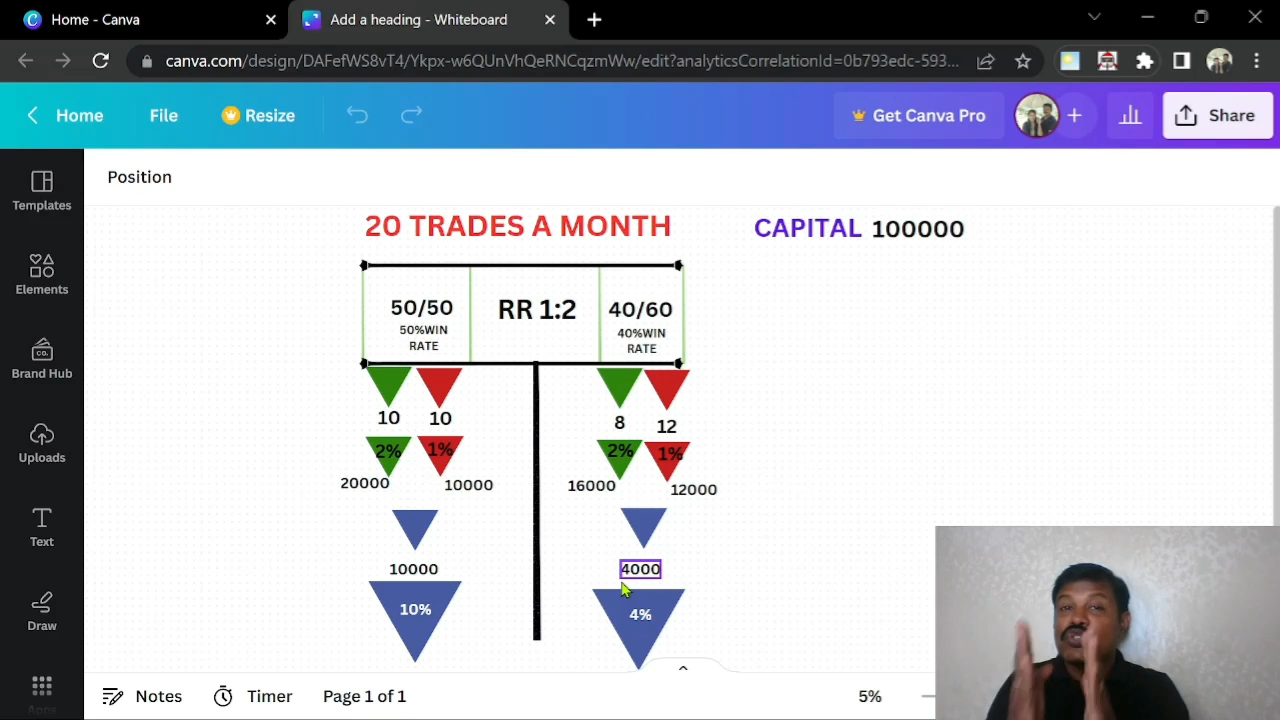 Home - Canva
Add a heading - Whiteboard
canva.com/design/DAFefWS8vT4/Ykpx-w6QUnVhQeRNCqzmWw/edit?analyticsCorrelationId=0b793edc-593...
Home
File
Resize
Get Canva Pro
Share
Templates
Elements
Brand Hub
Uploads
Text
Draw
Apps
Position
20 TRADES A MONTH
CAPITAL 100000
50/50
50%WIN
RATE
RR 1:2
40/60
40%WIN
RATE
10
10
8
12
2%
1%
2%
1%
20000
10000
16000
12000
10000
4000
10%
4%
Notes
Timer
Page 1 of 1
5%